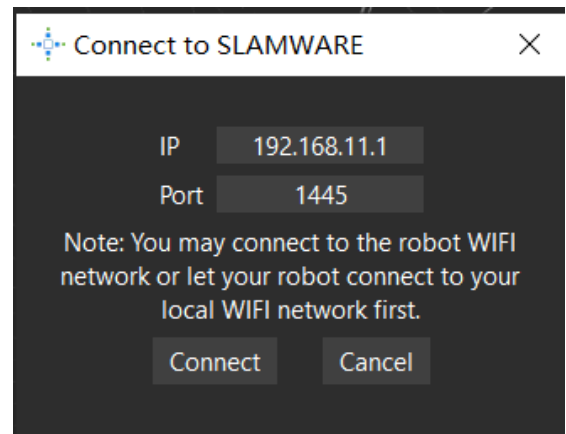 Connect to SLAMWARE
IP 192.168.11.1
Port 1445
Note: You may connect to the robot WIFI
network or let your robot connect to your
local WIFI network first.
Connect Cancel